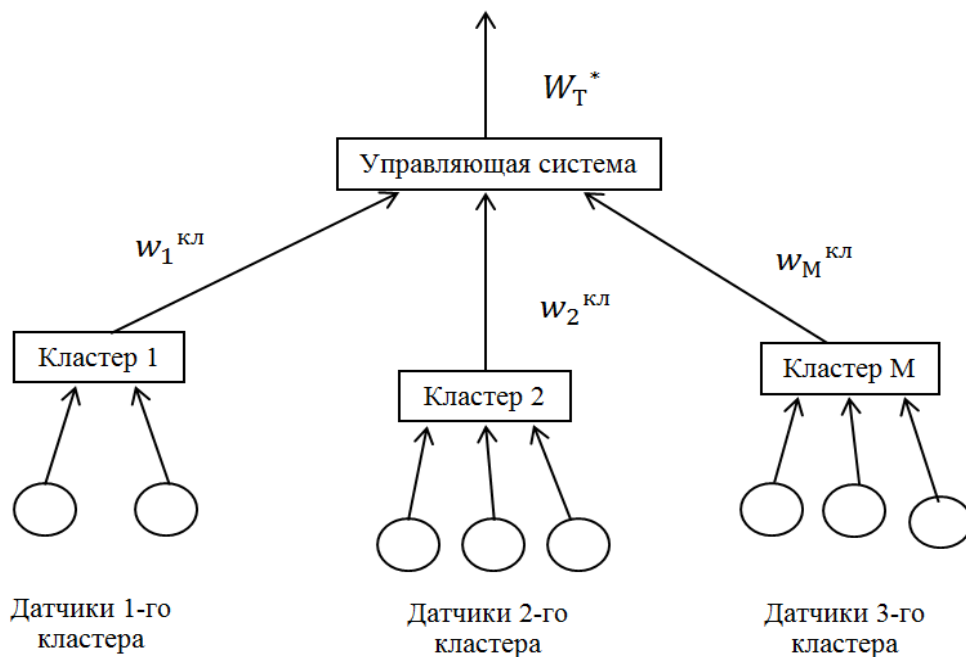 W_T^*
Управляющая система
w_1^кл
w_2^кл
w_M^кл
Кластер 1
Кластер 2
Кластер М
Датчики 1-го
кластера
Датчики 2-го
кластера
Датчики 3-го
кластера